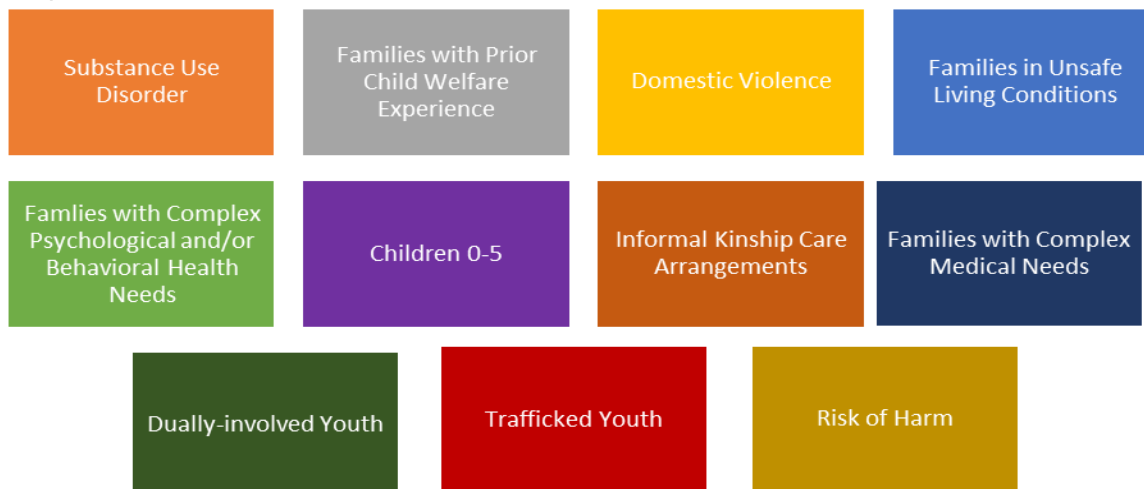 Substance Use
Disorder
Families with Prior
Child Welfare
Experience
Domestic Violence
Families in Unsafe
Living Conditions
Famlies with Complex
Psychological and/or
Behavioral Health
Needs
Children 0-5
Informal Kinship Care
Arrangements
Families with Complex
Medical Needs
Dually-involved Youth
Trafficked Youth
Risk of Harm